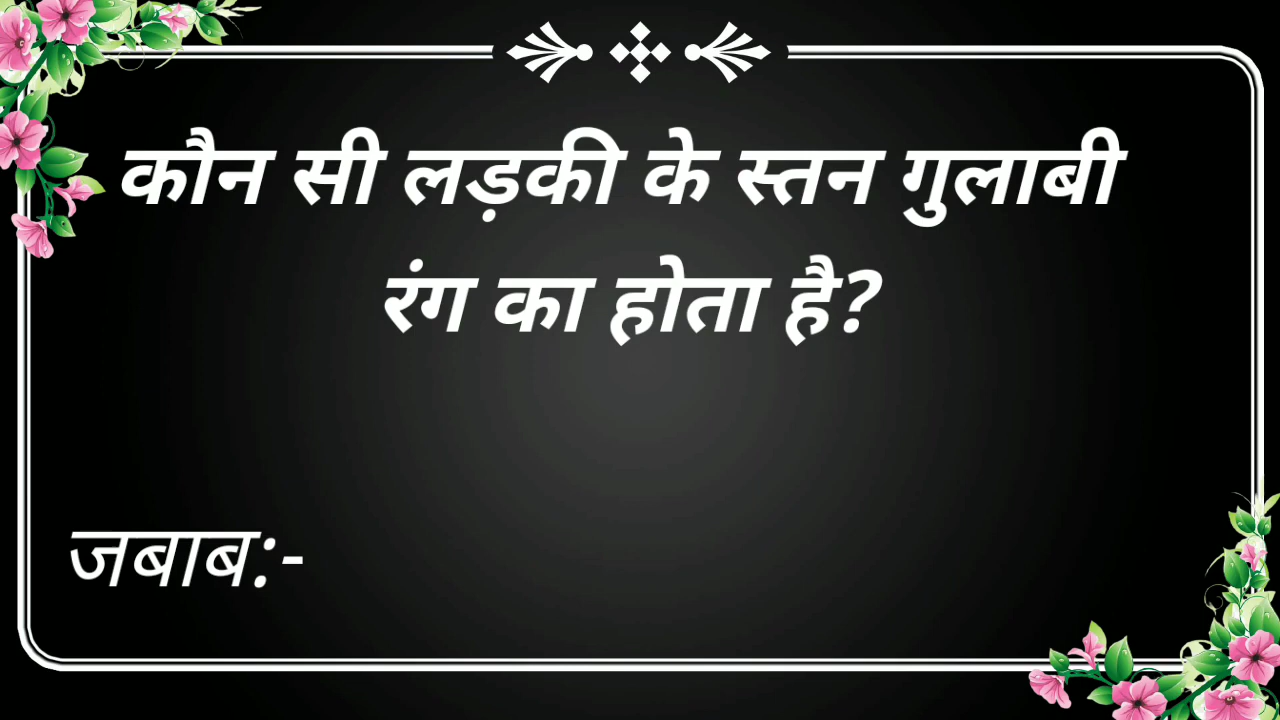 कौन सी लड़की के स्तन गुलाबी
रंग का होता है?
जबाब:-